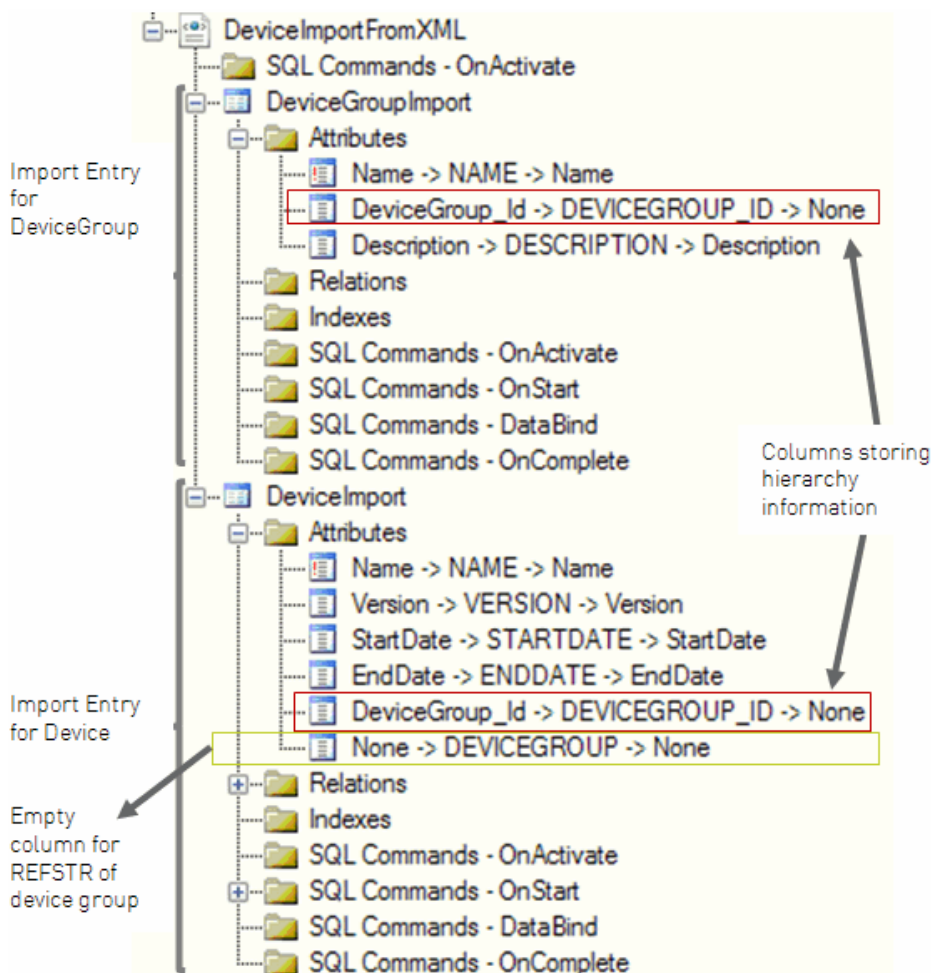 DeviceImportFromXML
SQL Commands - OnActivate
DeviceGroupImport
Attributes
Import Entry
for
DeviceGroup
Name -> NAME -> Name
DeviceGroup_Id -> DEVICEGROUP_ID -> None
Description -> DESCRIPTION -> Description
Relations
Indexes
SQL Commands - OnActivate
SQL Commands - OnStart
SQL Commands - DataBind
SQL Commands - OnComplete
Columns storing
hierarchy
information
DeviceImport
Attributes
Name -> NAME -> Name
Version -> VERSION -> Version
StartDate -> STARTDATE -> StartDate
EndDate -> ENDDATE -> EndDate
Import Entry
for Device
DeviceGroup_Id -> DEVICEGROUP_ID -> None
None -> DEVICEGROUP -> None
Relations
Empty
column for
REFSTR of
device group
Indexes
SQL Commands - OnActivate
SQL Commands - OnStart
SQL Commands - DataBind
SQL Commands - OnComplete